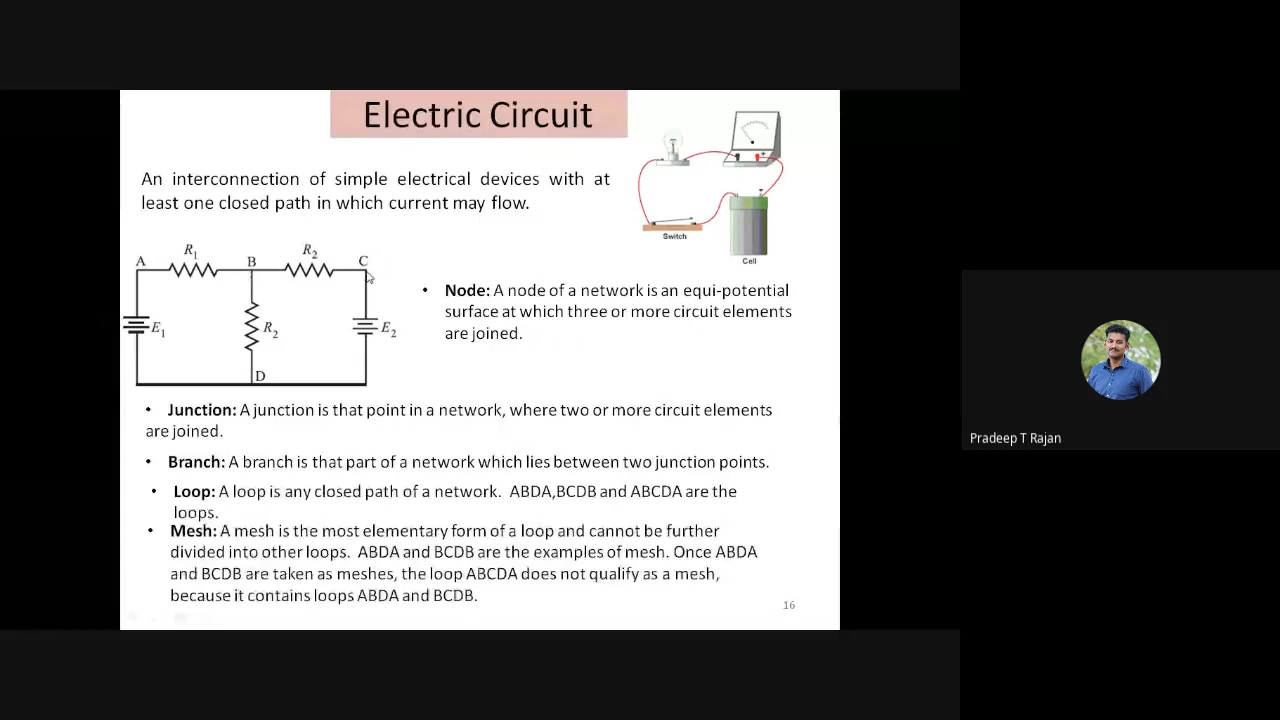 Electric Circuit
An interconnection of simple electrical devices with at
least one closed path in which current may flow.
Switch
Cell
A R1 B R2 C
E1 R2 E2
D
• Node: A node of a network is an equi-potential
surface at which three or more circuit elements
are joined.
• Junction: A junction is that point in a network, where two or more circuit elements
are joined.
• Branch: A branch is that part of a network which lies between two junction points.
• Loop: A loop is any closed path of a network. ABDA,BCDB and ABCDA are the
loops.
• Mesh: A mesh is the most elementary form of a loop and cannot be further
divided into other loops. ABDA and BCDB are the examples of mesh. Once ABDA
and BCDB are taken as meshes, the loop ABCDA does not qualify as a mesh,
because it contains loops ABDA and BCDB.
16
Pradeep T Rajan